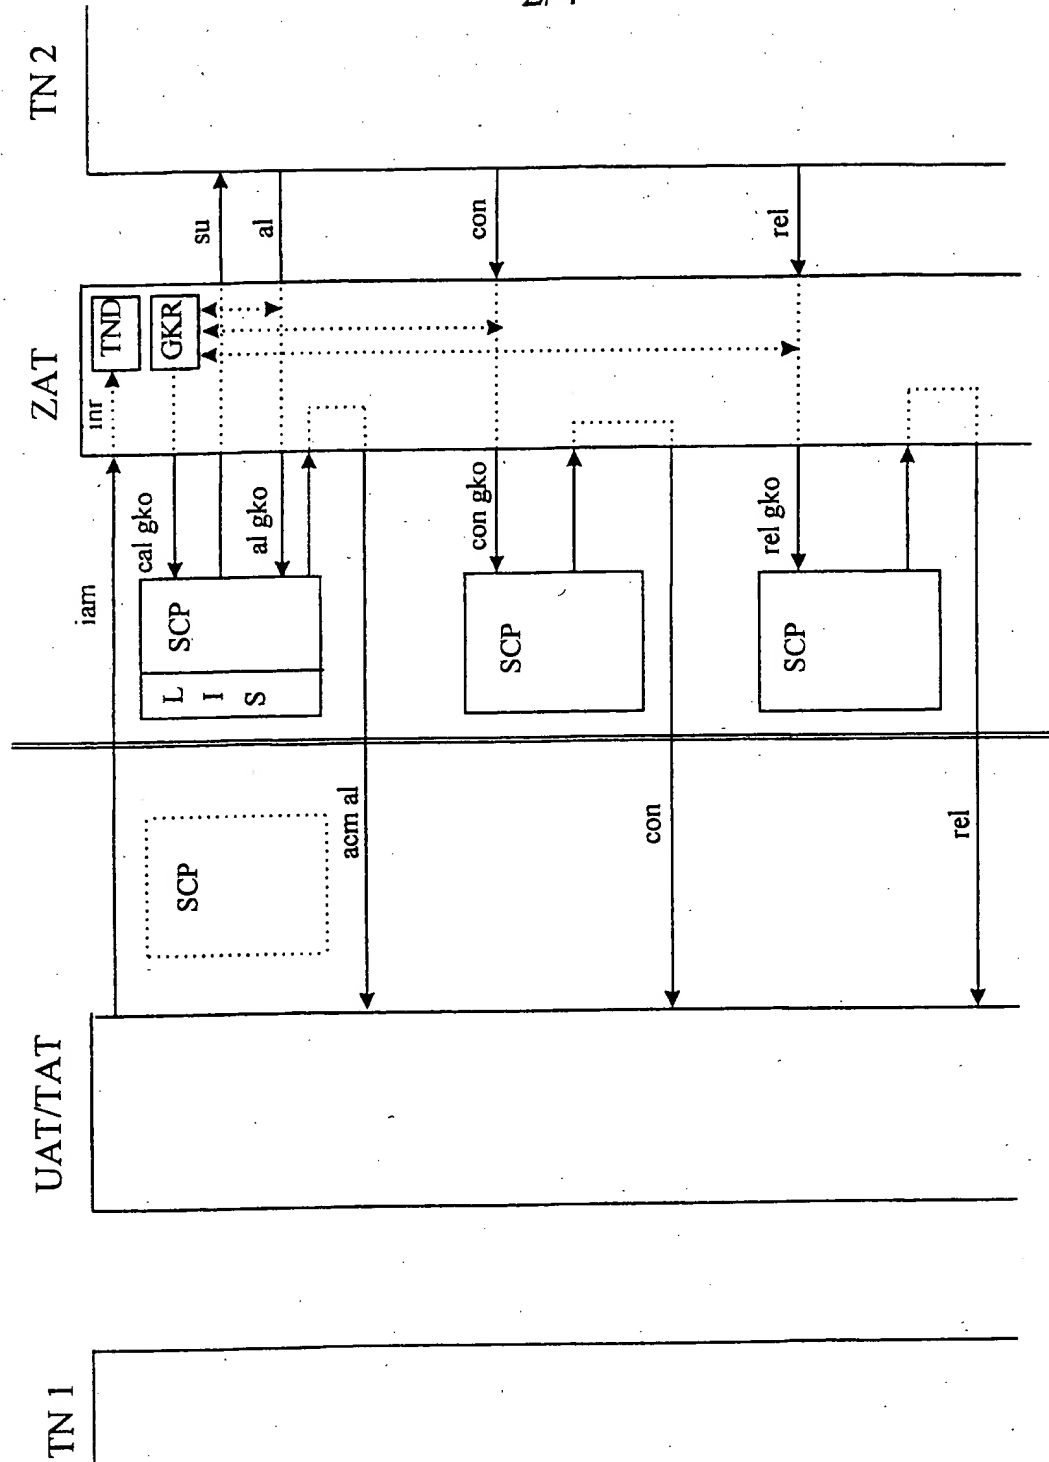 TN 1
UAT/TAT
ZAT
TN 2
iam
inr
TND
GKR
cal gko
su
al
al gko
L
I
S
SCP
SCP
acm al
con
con gko
SCP
con
rel
rel gko
SCP
rel